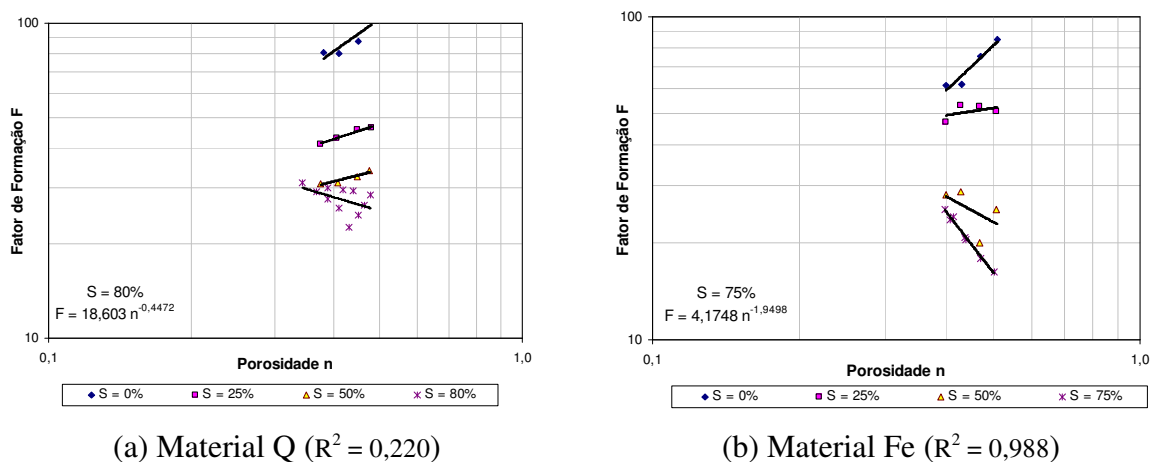 100
Fator de Formação F
10
S = 80%
F = 18,603 n^-0,4472
0,1
1,0
Porosidade n
S = 0% S = 25% S = 50% S = 80%
(a) Material Q (R² = 0,220)
100
Fator de Formação F
10
S = 75%
F = 4,1748 n^-1,9498
0,1
1,0
Porosidade n
S = 0% S = 25% S = 50% S = 75%
(b) Material Fe (R² = 0,988)